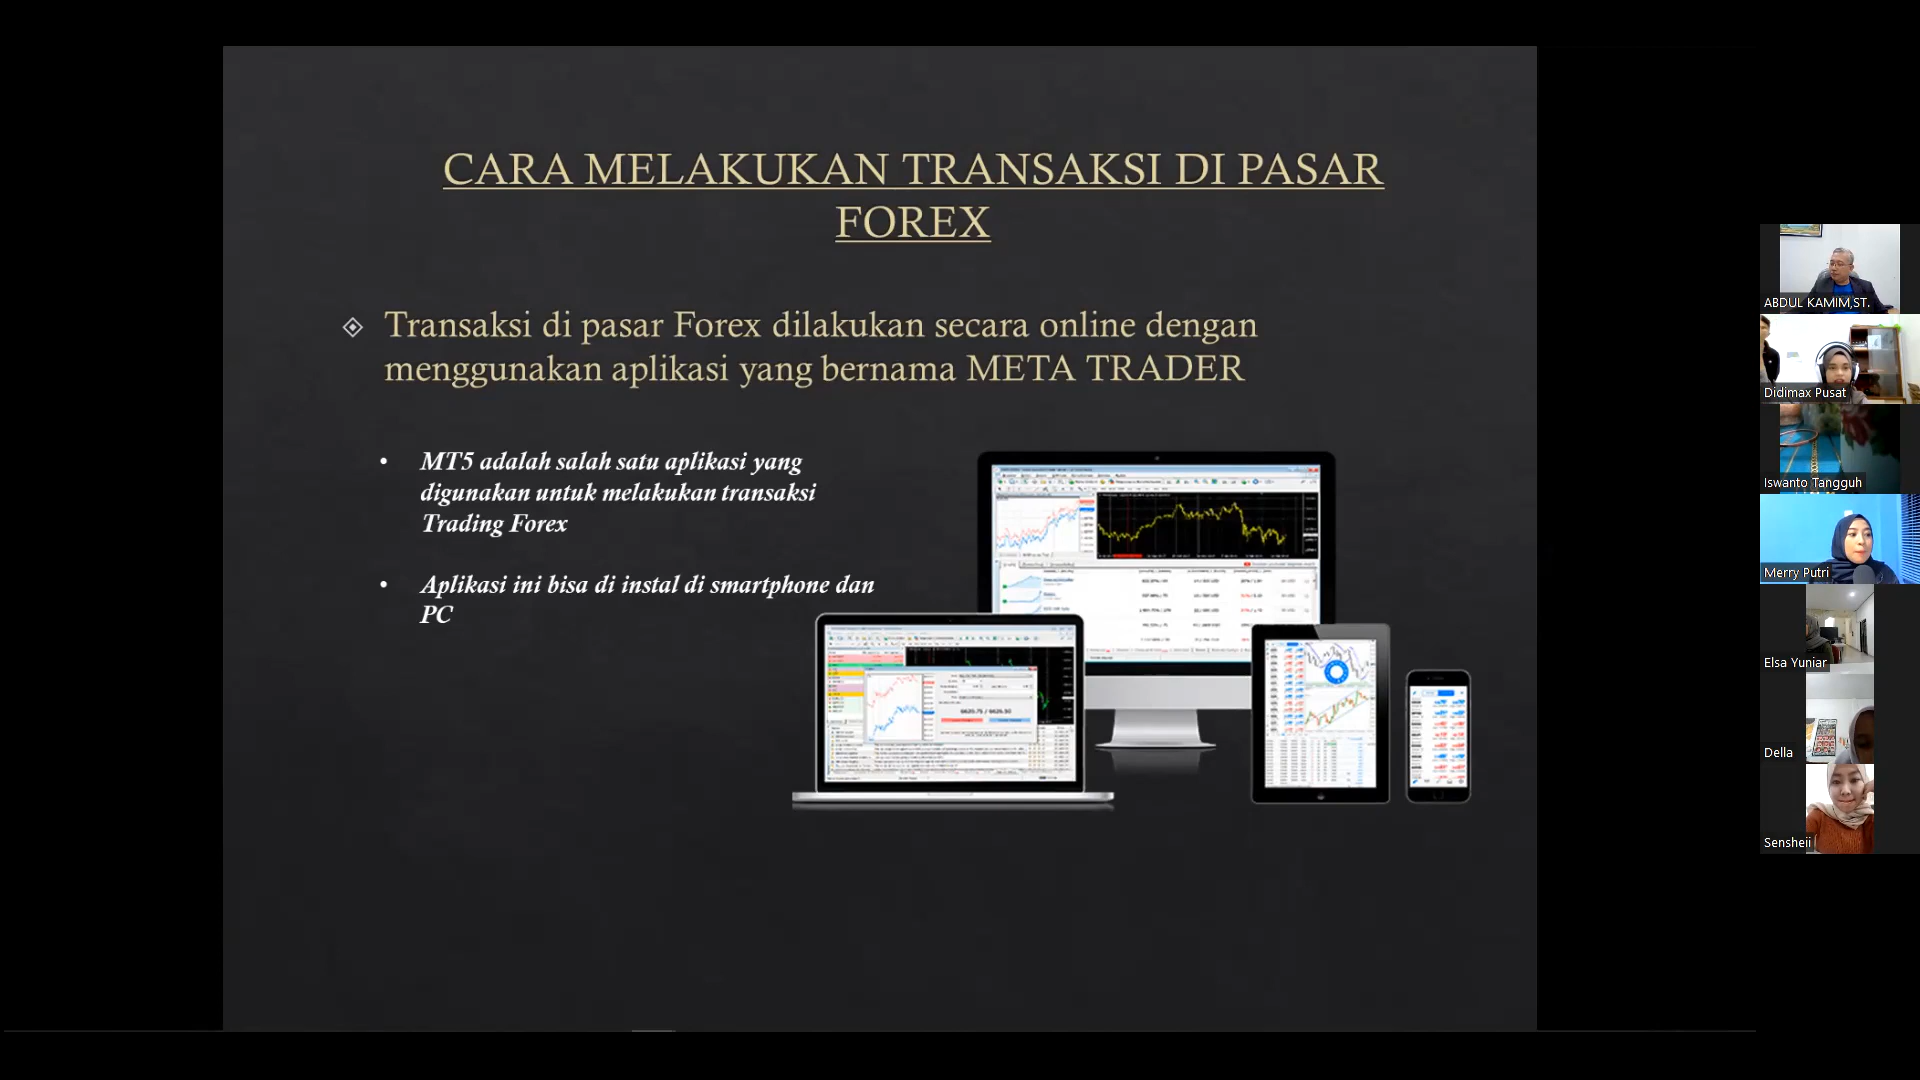 CARA MELAKUKAN TRANSAKSI DI PASAR
FOREX
Transaksi di pasar Forex dilakukan secara online dengan
menggunakan aplikasi yang bernama META TRADER
• MT5 adalah salah satu aplikasi yang
digunakan untuk melakukan transaksi
Trading Forex
• Aplikasi ini bisa di instal di smartphone dan
PC
ABDUL KAMIM,ST.
Didimax Pusat
Iswanto Tangguh
Merry Putri
Elsa Yuniar
Della
Sensheii